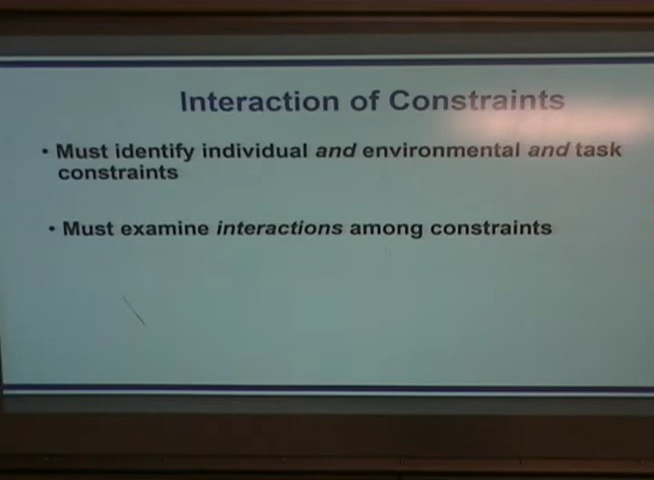 Interaction of Constraints
• Must identify individual and environmental and task
constraints
• Must examine interactions among constraints